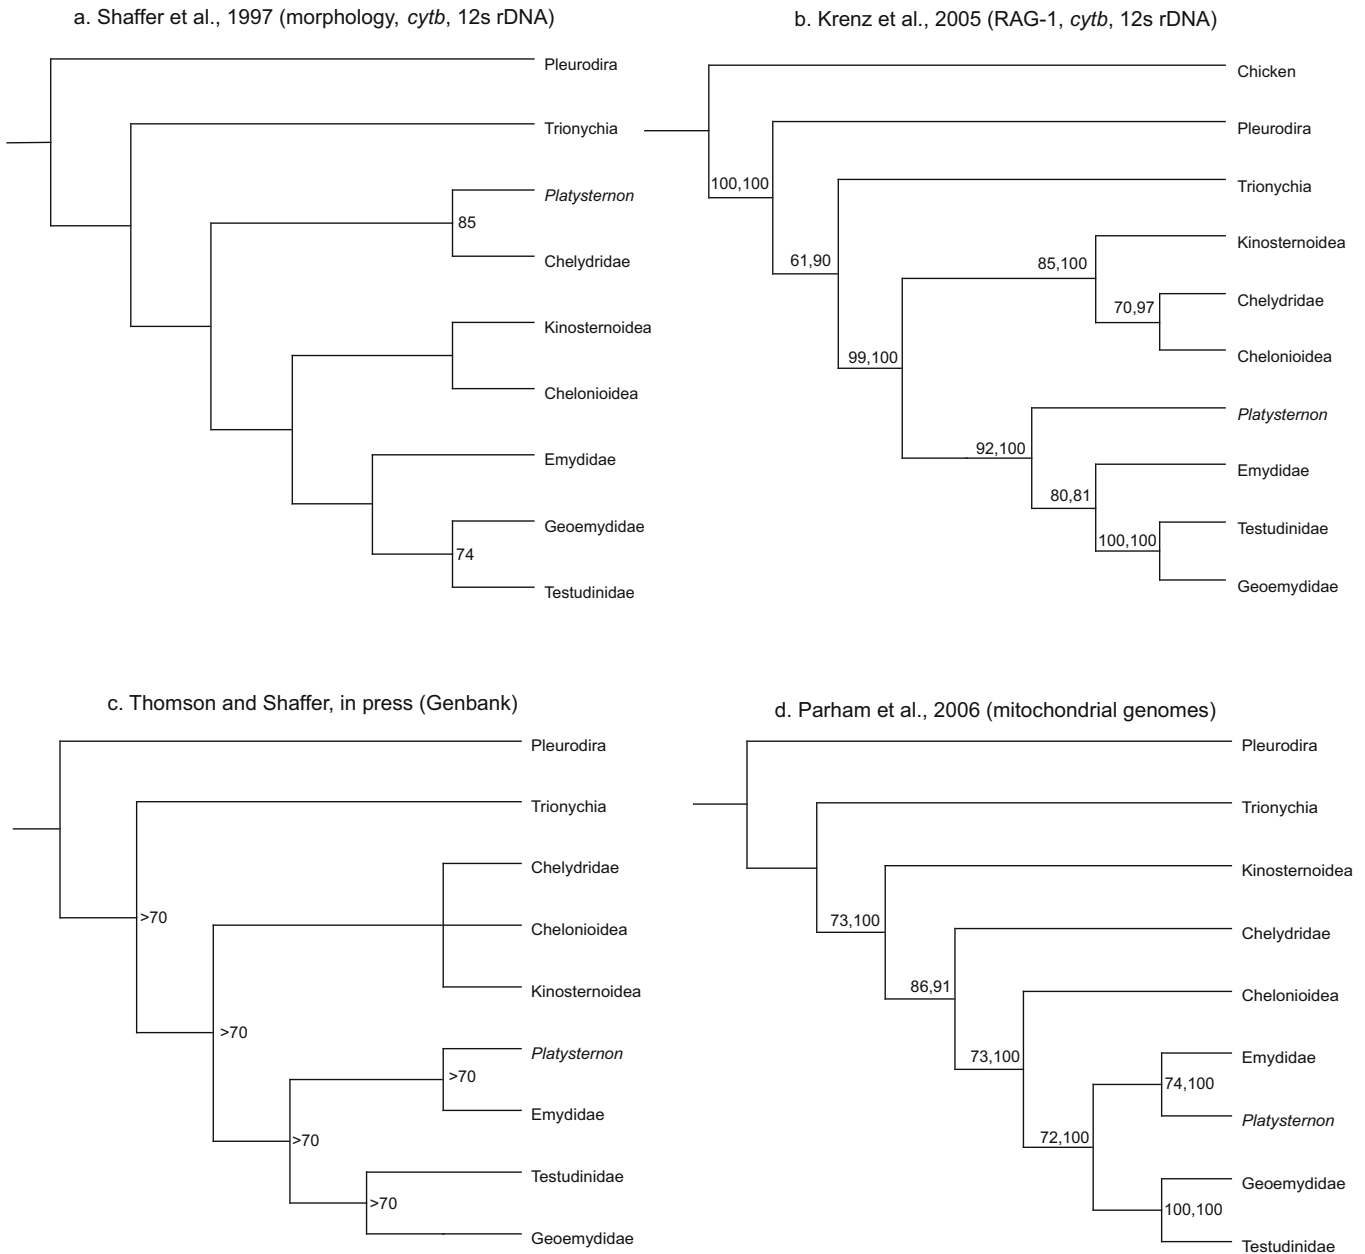 a. Shaffer et al., 1997 (morphology, cytb, 12s rDNA)
Pleurodira
Trionychia
Platysternon
85
Chelydridae
Kinosternoidea
Chelonioidea
Emydidae
Geoemydidae
74
Testudinidae
b. Krenz et al., 2005 (RAG-1, cytb, 12s rDNA)
Chicken
Pleurodira
100,100
Trionychia
Kinosternoidea
61,90
85,100
Chelydridae
70,97
99,100
Chelonioidea
Platysternon
92,100
Emydidae
80,81
Testudinidae
100,100
Geoemydidae
c. Thomson and Shaffer, in press (Genbank)
Pleurodira
Trionychia
Chelydridae
>70
Chelonioidea
Kinosternoidea
>70
Platysternon
>70
Emydidae
>70
Testudinidae
>70
Geoemydidae
d. Parham et al., 2006 (mitochondrial genomes)
Pleurodira
Trionychia
Kinosternoidea
73,100
Chelydridae
86,91
Chelonioidea
73,100
Emydidae
74,100
Platysternon
72,100
Geoemydidae
100,100
Testudinidae